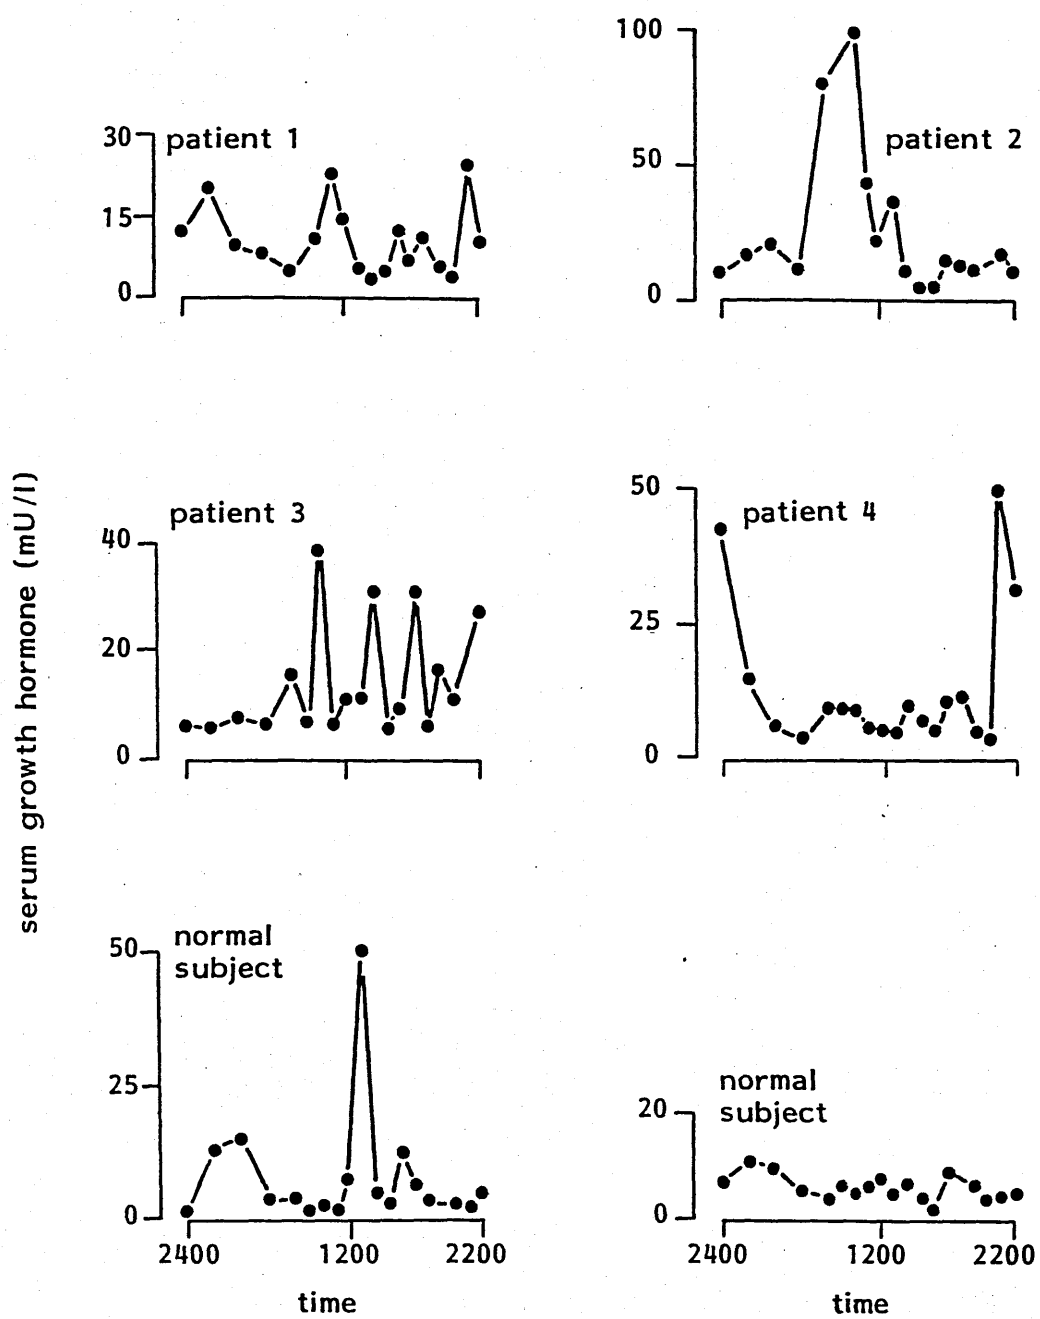 100
30 patient 1
50 patient 2
15
0
0
serum growth hormone (mU/l)
50
patient 3
patient 4
40
25
20
0
0
50 normal
subject
25
normal
20 subject
0
0
2400 1200 2200
2400 1200 2200
time
time